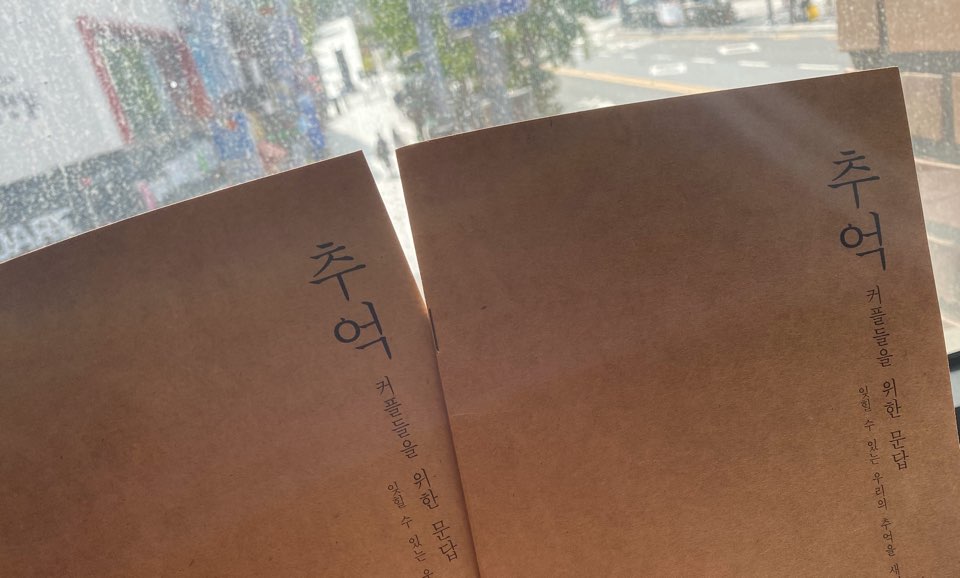 추억
커플들을 위한 문답
잊힐 수 있는 우
추억
커플들을 위한 문답
잊힐 수 있는 우리의 추억을 새